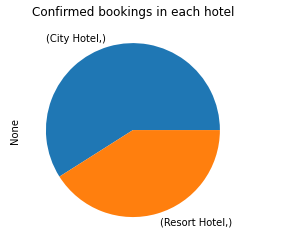 Confirmed bookings in each hotel
(City Hotel,)
None
(Resort Hotel,)